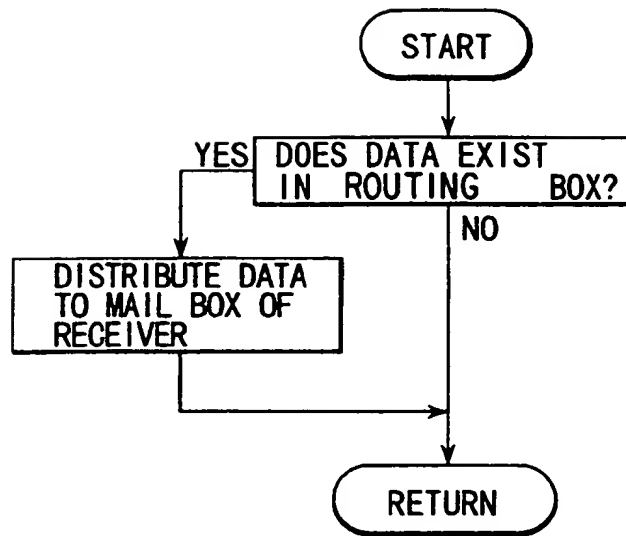 START
YES
DOES DATA EXIST
IN ROUTING BOX?
NO
DISTRIBUTE DATA
TO MAIL BOX OF
RECEIVER
RETURN